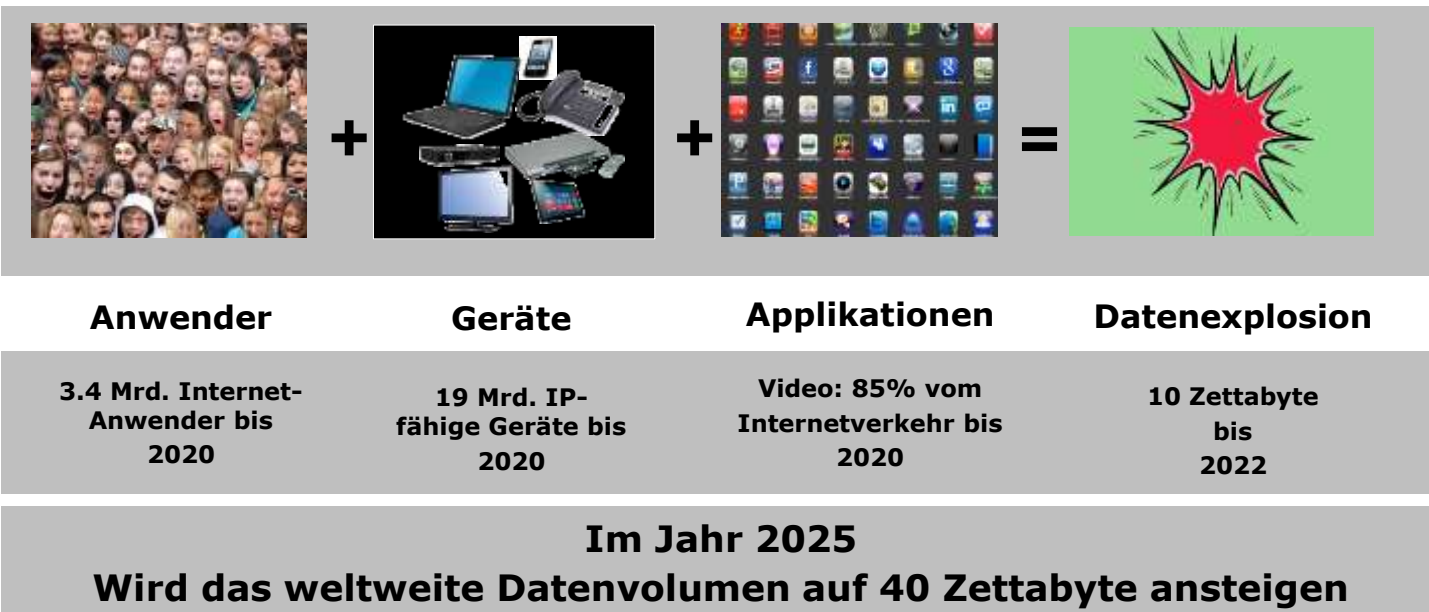 + + =
Anwender
Geräte
Applikationen
Datenexplosion
3.4 Mrd. Internet-
Anwender bis
2020
19 Mrd. IP-
fähige Geräte bis
2020
Video: 85% vom
Internetverkehr bis
2020
10 Zettabyte
bis
2022
Im Jahr 2025
Wird das weltweite Datenvolumen auf 40 Zettabyte ansteigen